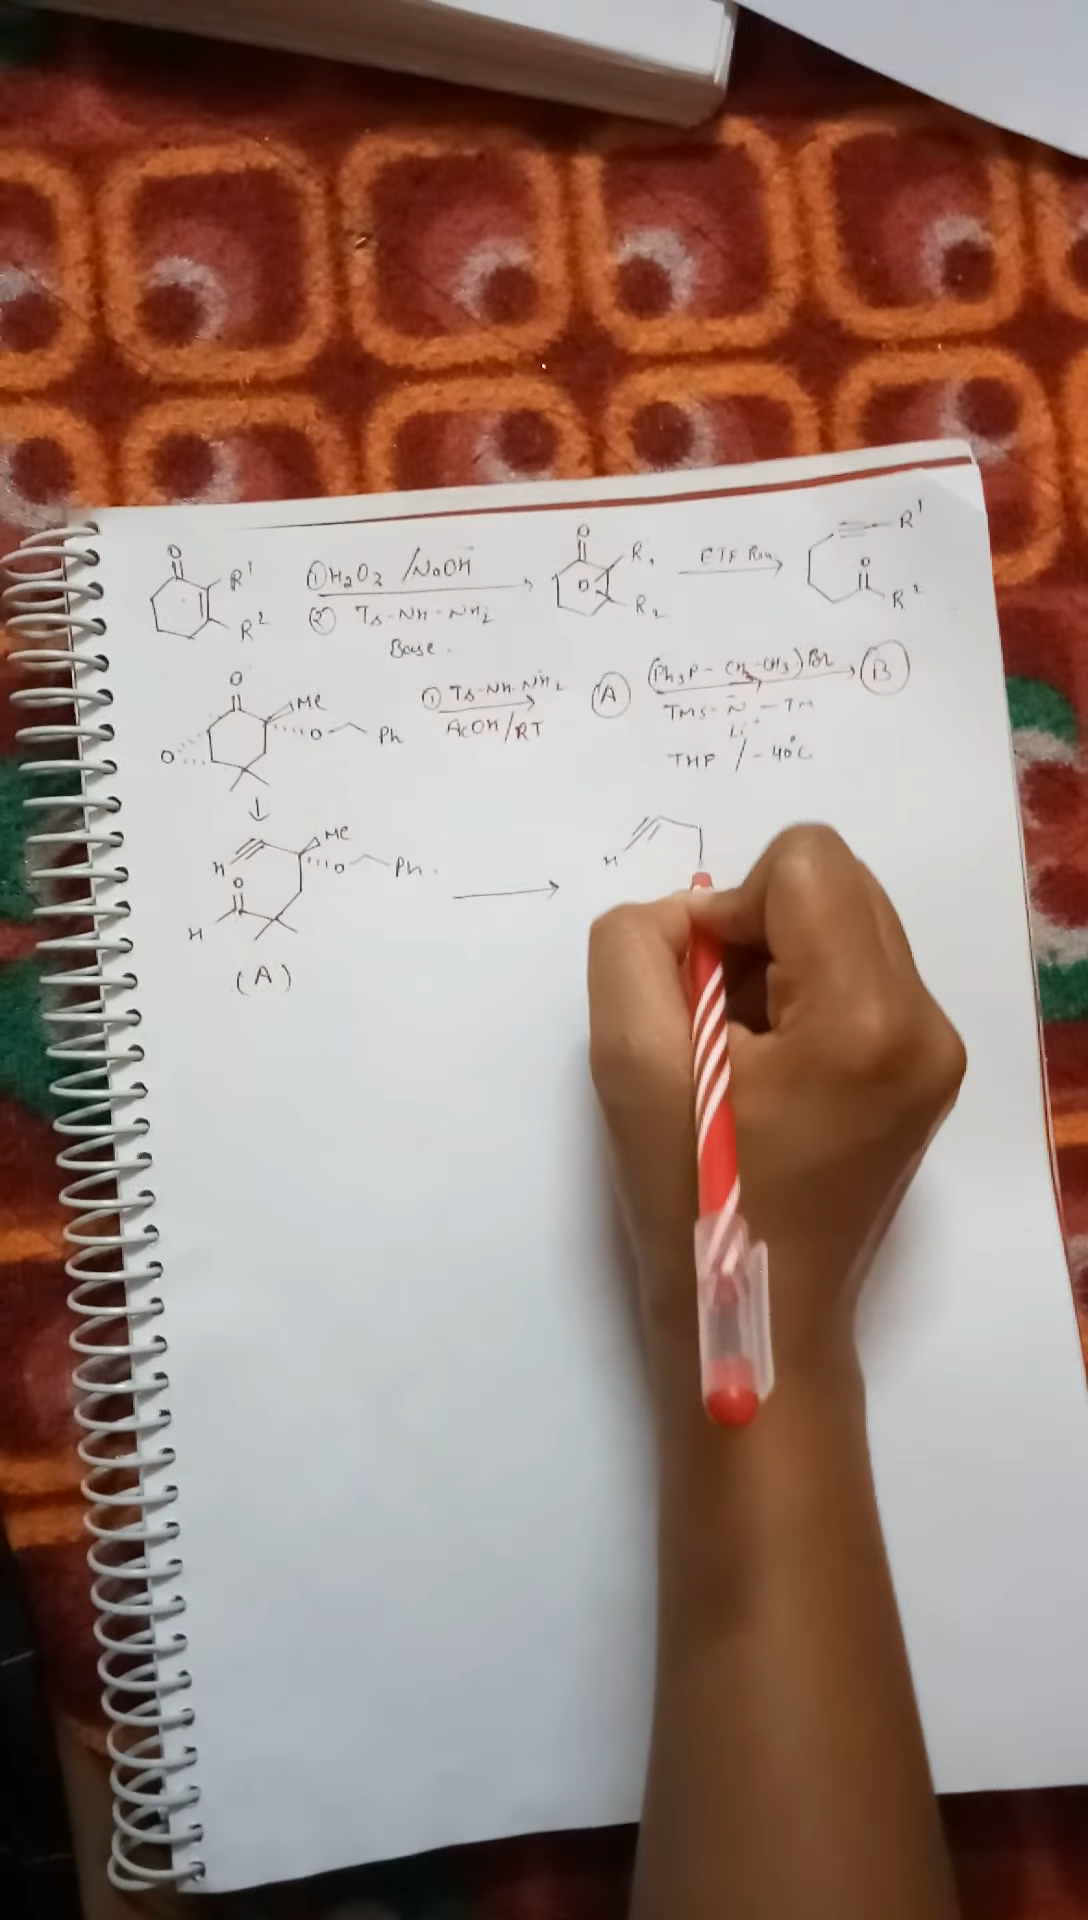 O R¹ R² ① H₂O₂ /NaOH O R₁ ETF Rxn R¹
② Ts-NH-NH₂ O R₂ O R²
Base.
O Me O Ph ① Ts-NH-NH₂ A (Ph₃P-CH₂-CH₃)Br B
O AcOH/RT TMS-N̄-TM
Li⁺
THF /-40°C
H Me O Ph. H
O
H
(A)